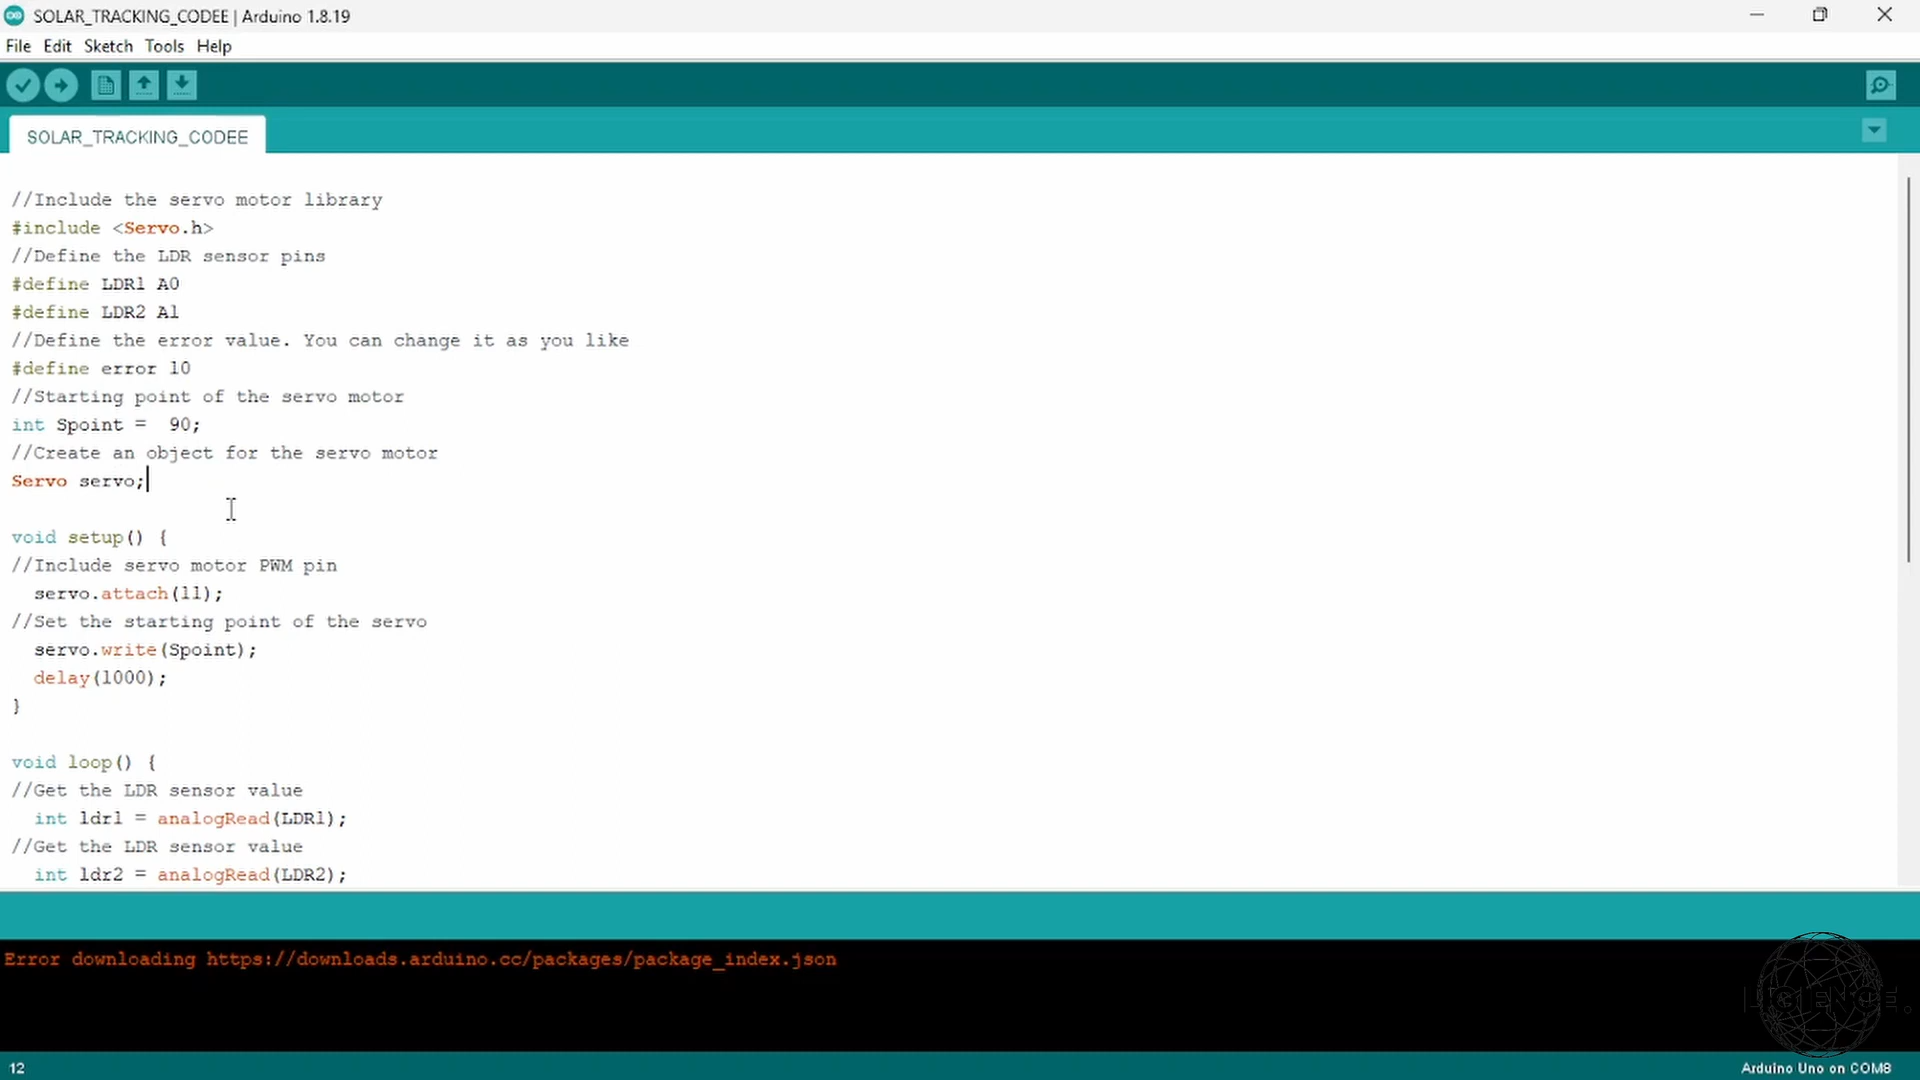 SOLAR_TRACKING_CODEE | Arduino 1.8.19
File Edit Sketch Tools Help
SOLAR_TRACKING_CODEE
//Include the servo motor library
#include <Servo.h>
//Define the LDR sensor pins
#define LDR1 A0
#define LDR2 A1
//Define the error value. You can change it as you like
#define error 10
//Starting point of the servo motor
int Spoint =  90;
//Create an object for the servo motor
Servo servo;
void setup() {
//Include servo motor PWM pin
  servo.attach(11);
//Set the starting point of the servo
  servo.write(Spoint);
  delay(1000);
}
void loop() {
//Get the LDR sensor value
  int ldr1 = analogRead(LDR1);
//Get the LDR sensor value
  int ldr2 = analogRead(LDR2);
Error downloading https://downloads.arduino.cc/packages/package_index.json
12
Arduino Uno on COM8